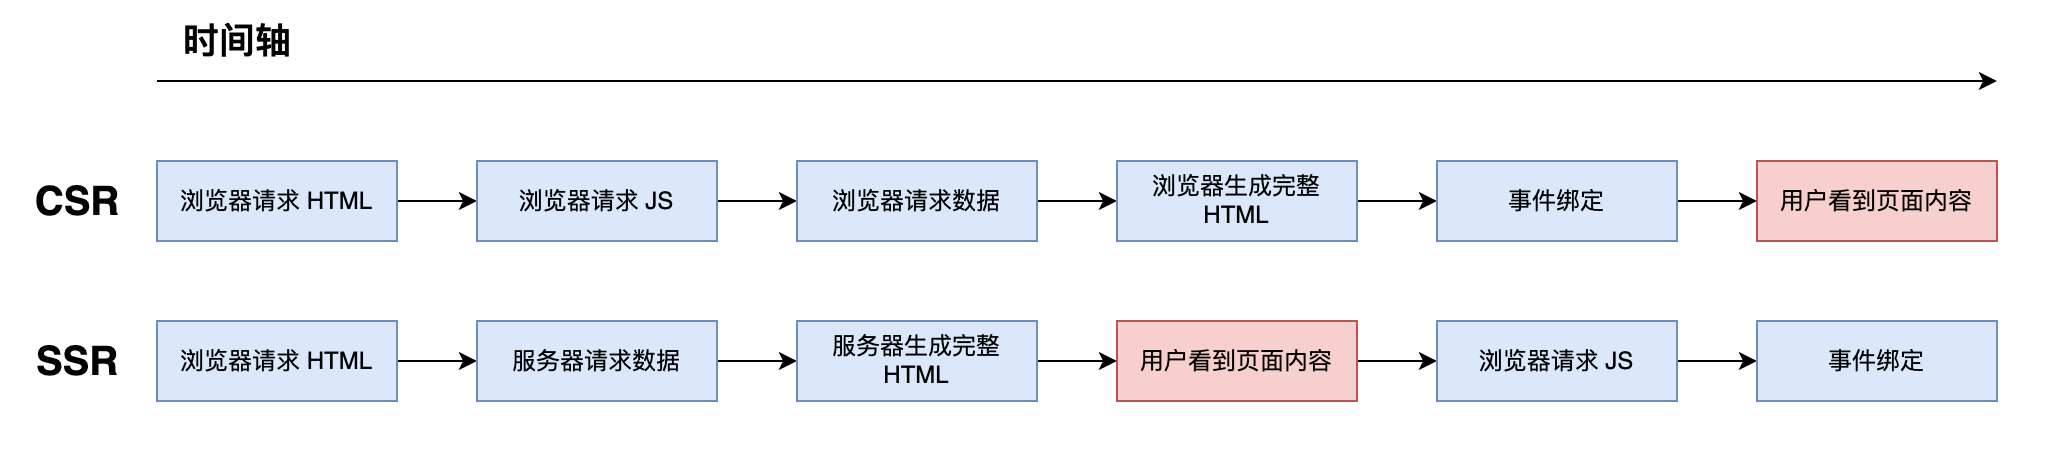 时间轴
CSR
浏览器请求 HTML
浏览器请求 JS
浏览器请求数据
浏览器生成完整
HTML
事件绑定
用户看到页面内容
SSR
浏览器请求 HTML
服务器请求数据
服务器生成完整
HTML
用户看到页面内容
浏览器请求 JS
事件绑定